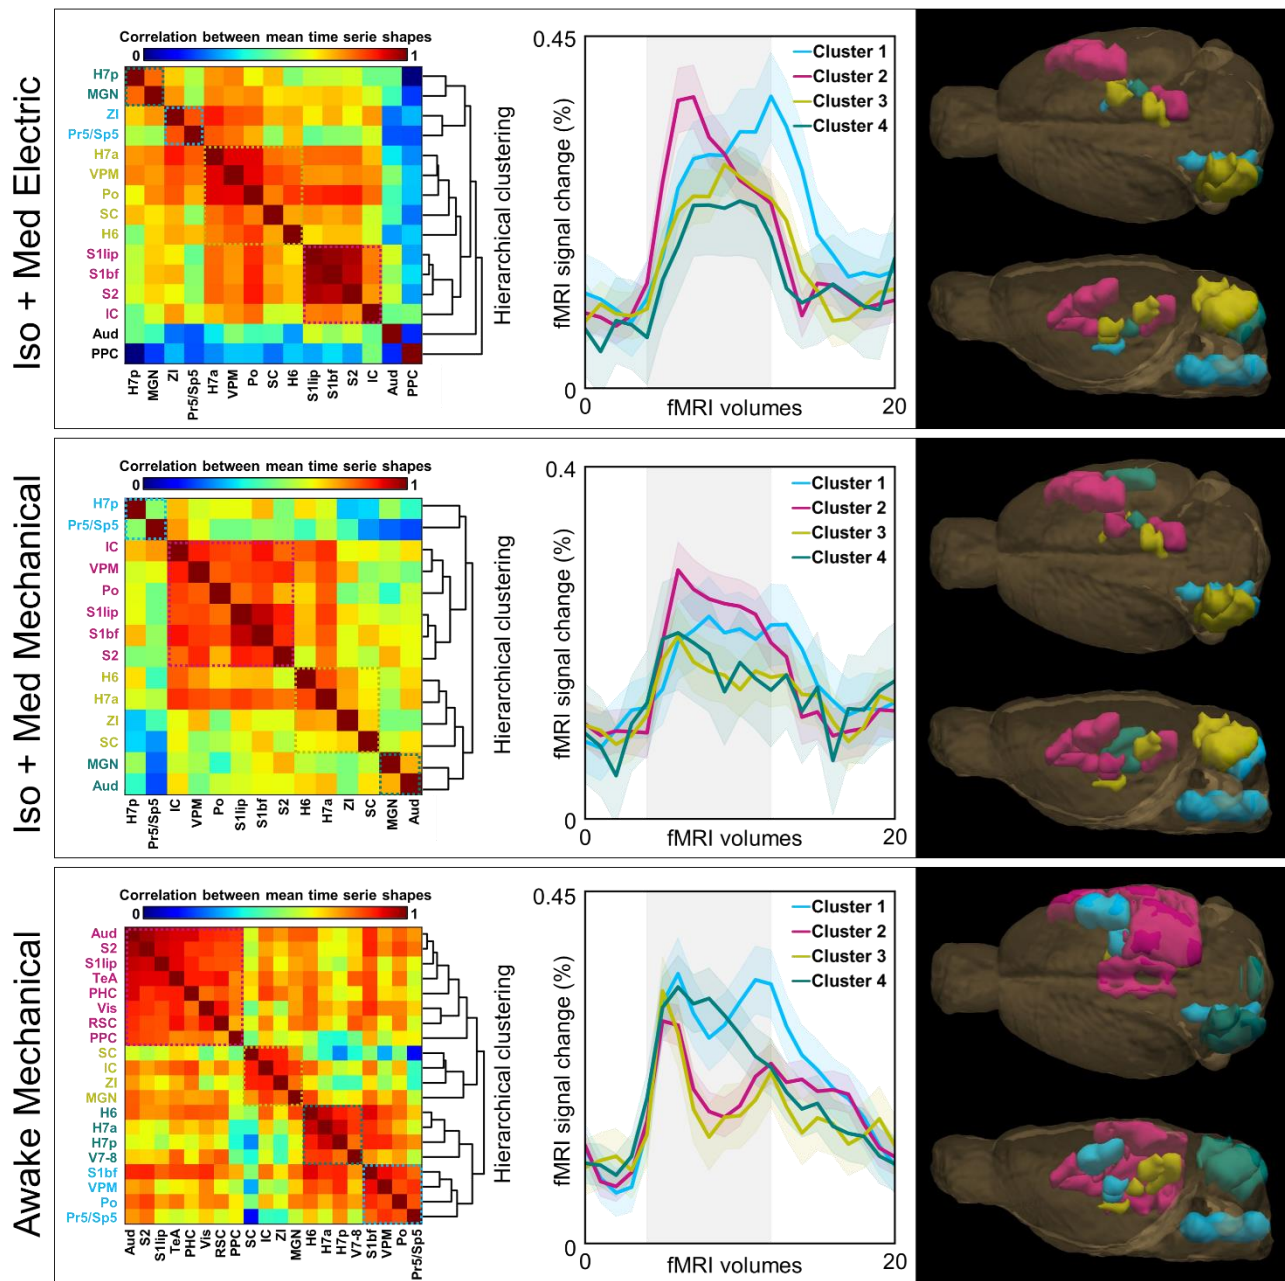 Iso + Med Electric
Correlation between mean time serie shapes
0 1
H7p
MGN
ZI
Pr5/Sp5
H7a
VPM
Po
SC
H6
S1lip
S1bf
S2
IC
Aud
PPC
H7p MGN ZI Pr5/Sp5 H7a VPM Po SC H6 S1lip S1bf S2 IC Aud PPC
Hierarchical clustering
0.45
fMRI signal change (%)
0
0 fMRI volumes 20
Cluster 1
Cluster 2
Cluster 3
Cluster 4
Iso + Med Mechanical
Correlation between mean time serie shapes
0 1
H7p
Pr5/Sp5
IC
VPM
Po
S1lip
S1bf
S2
H6
H7a
ZI
SC
MGN
Aud
H7p Pr5/Sp5 IC VPM Po S1lip S1bf S2 H6 H7a ZI SC MGN Aud
Hierarchical clustering
0.4
fMRI signal change (%)
0
0 fMRI volumes 20
Cluster 1
Cluster 2
Cluster 3
Cluster 4
Awake Mechanical
Correlation between mean time serie shapes
0 1
Aud
S2
S1lip
TeA
PHC
Vis
RSC
PPC
SC
IC
ZI
MGN
H6
H7a
H7p
V7-8
S1bf
VPM
Po
Pr5/Sp5
Aud S2 S1lip TeA PHC Vis RSC PPC SC IC ZI MGN H6 H7a H7p V7-8 S1bf VPM Po Pr5/Sp5
Hierarchical clustering
0.45
fMRI signal change (%)
0
0 fMRI volumes 20
Cluster 1
Cluster 2
Cluster 3
Cluster 4